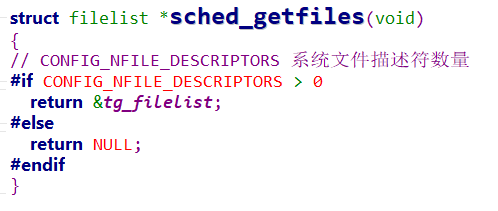 struct filelist *sched_getfiles(void)
{
// CONFIG_NFILE_DESCRIPTORS 系统文件描述符数量
#if CONFIG_NFILE_DESCRIPTORS > 0
  return &tg_filelist;
#else
  return NULL;
#endif
}